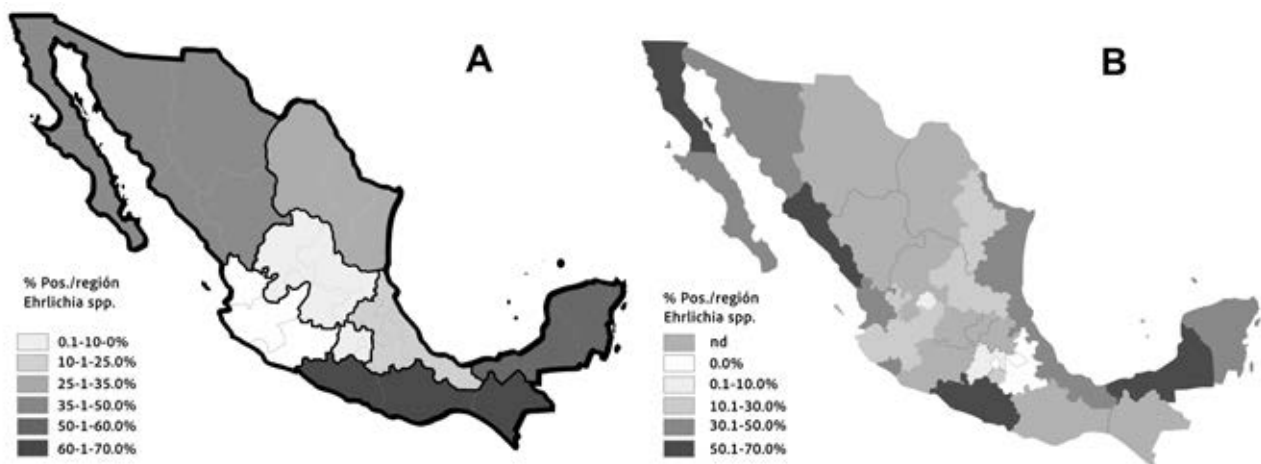 A
B
% Pos./región
Ehrlichia spp.
0.1-10-0%
10-1-25.0%
25-1-35.0%
35-1-50.0%
50-1-60.0%
60-1-70.0%
% Pos./región
Ehrlichia spp.
nd
0.0%
0.1-10.0%
10.1-30.0%
30.1-50.0%
50.1-70.0%